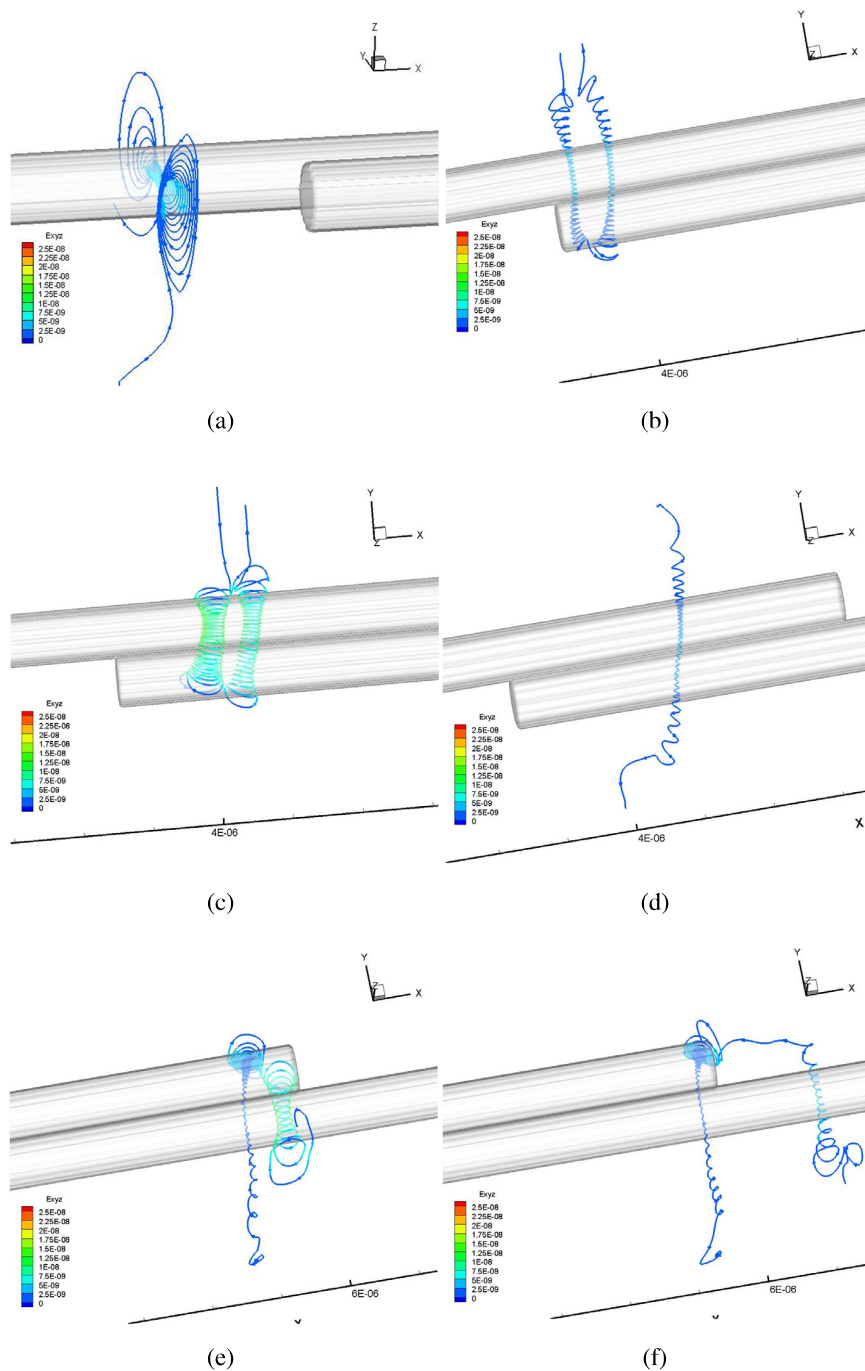 Z
Y
X
Exyz
2.5E-08
2.25E-08
2E-08
1.75E-08
1.5E-08
1.25E-08
1E-08
7.5E-09
5E-09
2.5E-09
0
(a)
Y
Z
X
Exyz
2.5E-08
2.25E-08
2E-08
1.75E-08
1.5E-08
1.25E-08
1E-08
7.5E-09
5E-09
2.5E-09
0
4E-06
(b)
Y
Z
X
Exyz
2.5E-08
2.25E-08
2E-08
1.75E-08
1.5E-08
1.25E-08
1E-08
7.5E-09
5E-09
2.5E-09
0
4E-06
(c)
Y
Z
X
Exyz
2.5E-08
2.25E-08
2E-08
1.75E-08
1.5E-08
1.25E-08
1E-08
7.5E-09
5E-09
2.5E-09
0
4E-06
X
(d)
Y
Z
X
Exyz
2.5E-08
2.25E-08
2E-08
1.75E-08
1.5E-08
1.25E-08
1E-08
7.5E-09
5E-09
2.5E-09
0
6E-06
(e)
Y
Z
X
Exyz
2.5E-08
2.25E-08
2E-08
1.75E-08
1.5E-08
1.25E-08
1E-08
7.5E-09
5E-09
2.5E-09
0
6E-06
(f)